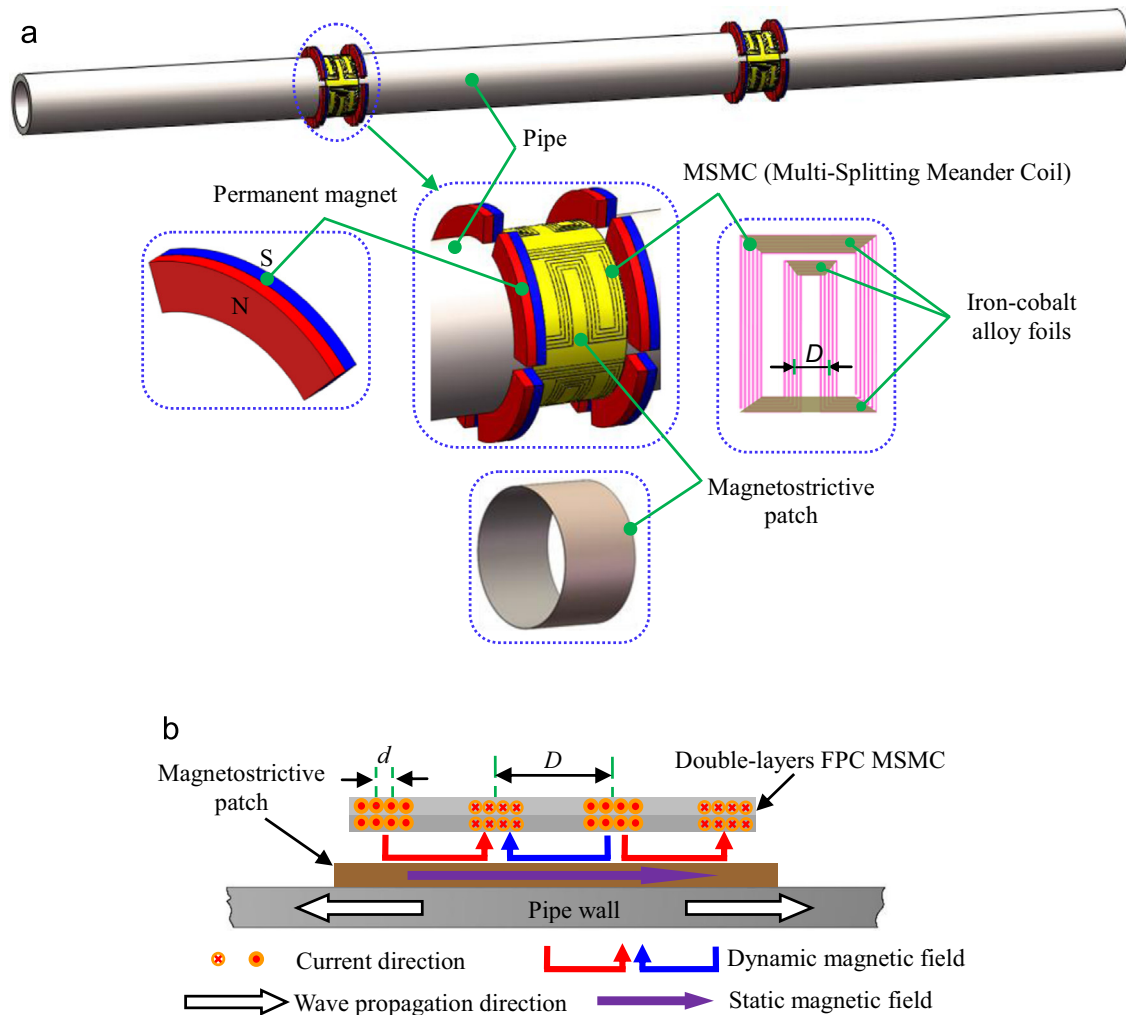 a
Pipe
MSMC (Multi-Splitting Meander Coil)
Permanent magnet
S
N
D
Iron-cobalt
alloy foils
Magnetostrictive
patch
b
d
D
Double-layers FPC MSMC
Magnetostrictive
patch
Pipe wall
Current direction
Dynamic magnetic field
Wave propagation direction
Static magnetic field